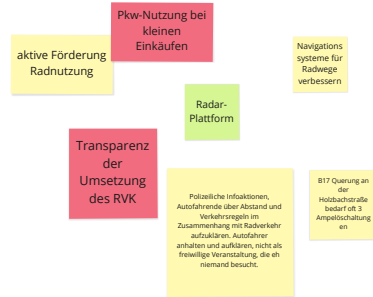 Pkw-Nutzung bei
kleinen
Einkäufen
aktive Förderung
Radnutzung
Navigations
systeme für
Radwege
verbessern
Radar-
Plattform
Transparenz
der
Umsetzung
des RVK
Polizeiliche Infoaktionen,
Autofahrende über Abstand und
Verkehrsregeln im
Zusammenhang mit Radverkehr
aufzuklären. Autofahrer
anhalten und aufklären, nicht als
freiwillige Veranstaltung, die eh
niemand besucht.
B17 Querung an
der
Holzbachstraße
bedarf oft 3
Ampelöschaltung
en